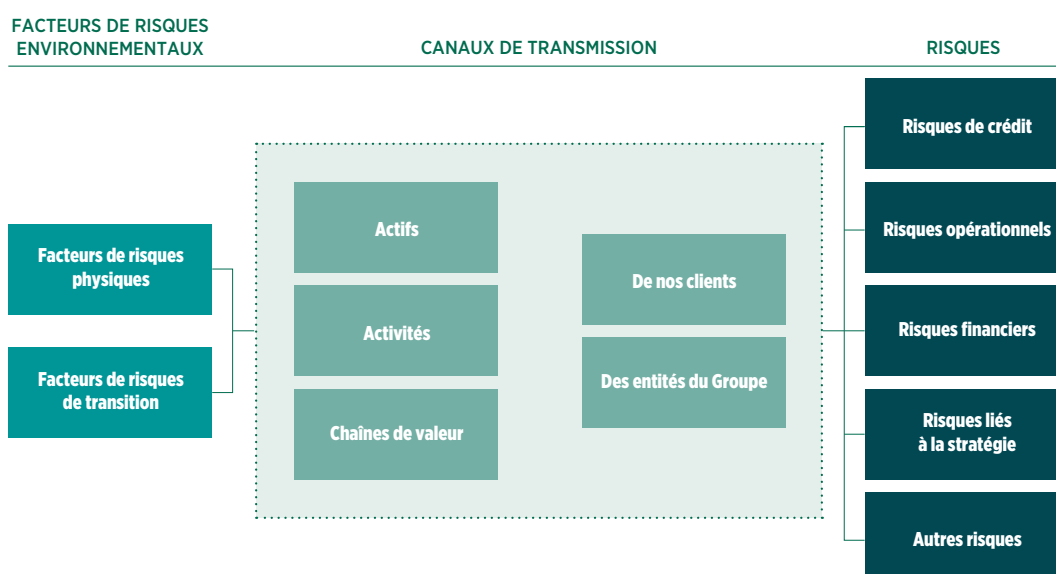 FACTEURS DE RISQUES
ENVIRONNEMENTAUX
CANAUX DE TRANSMISSION
RISQUES
Facteurs de risques
physiques
Facteurs de risques
de transition
Actifs
Activités
Chaînes de valeur
De nos clients
Des entités du Groupe
Risques de crédit
Risques opérationnels
Risques financiers
Risques liés
à la stratégie
Autres risques